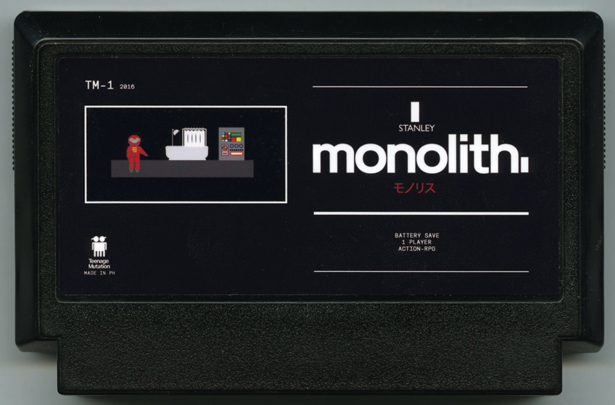 TM-1 2016
STANLEY
monolith.
モノリス
BATTERY SAVE
1 PLAYER
ACTION-RPG
Teenage
Mutation
MADE IN PH